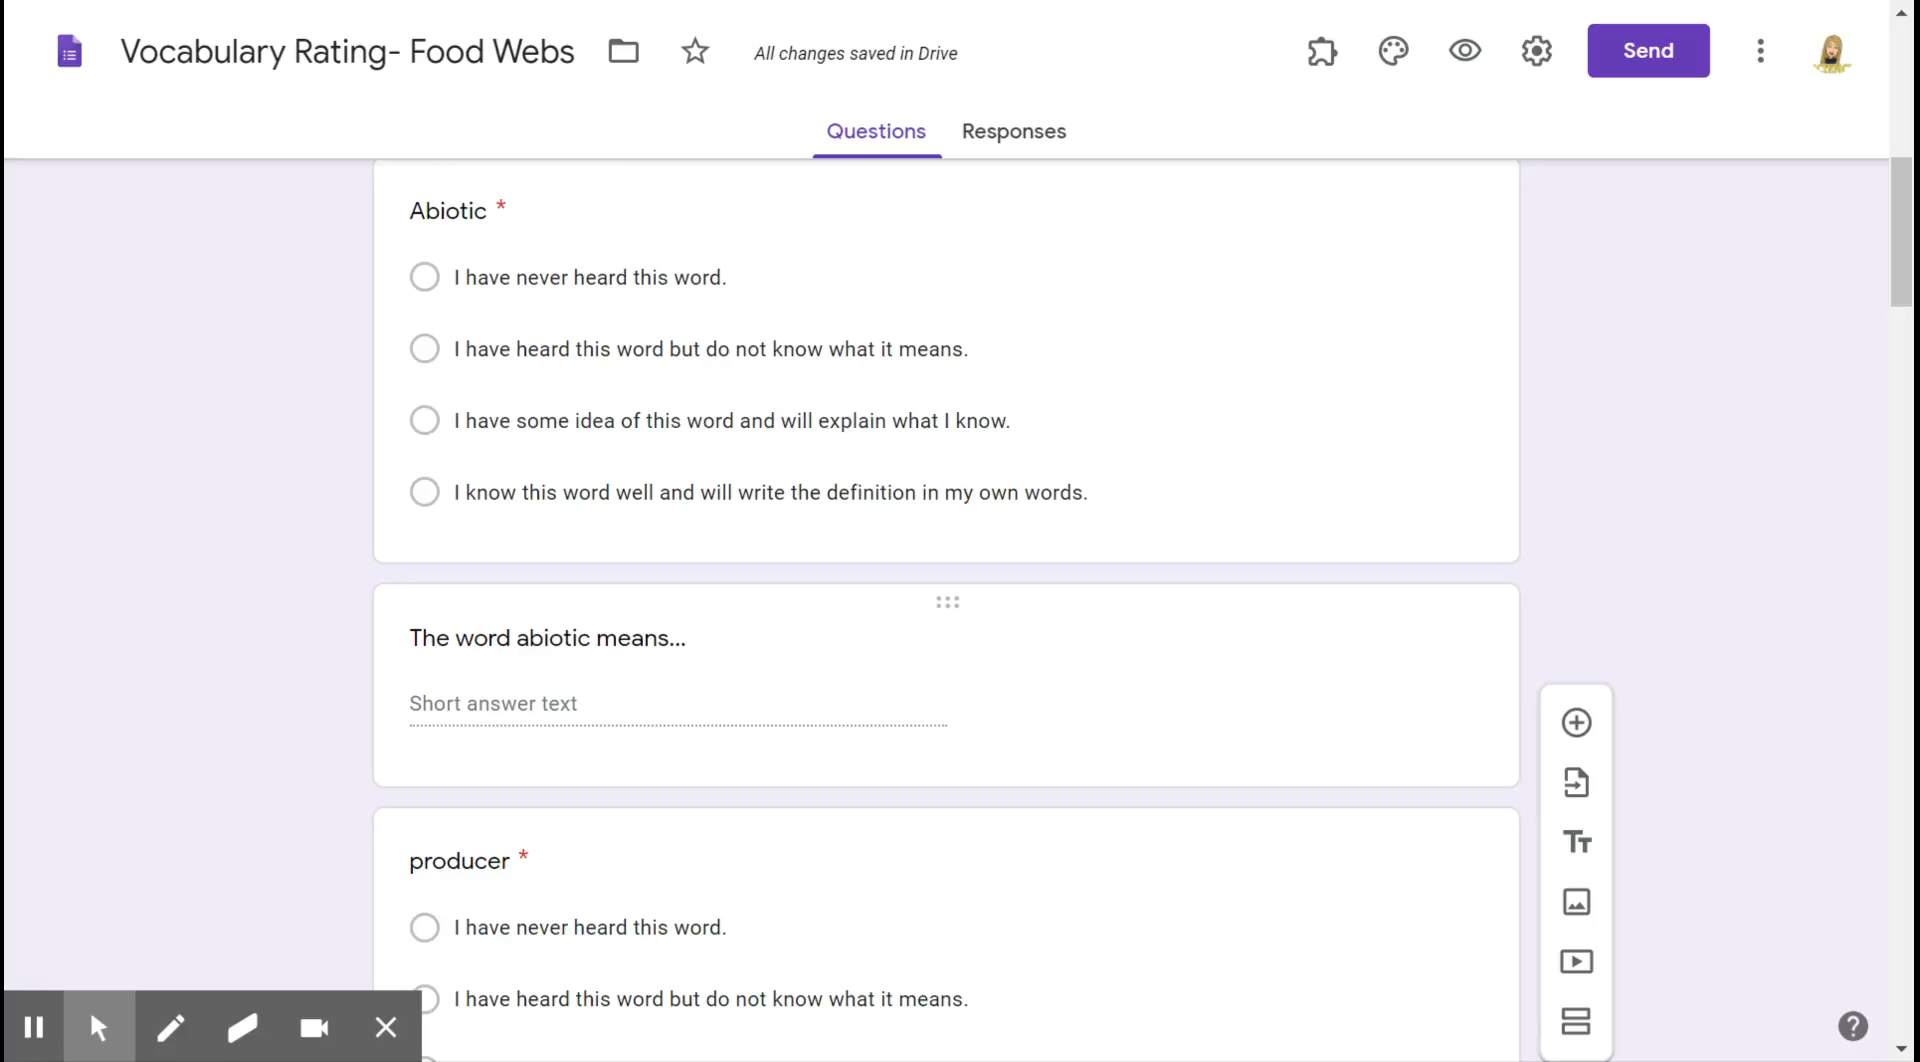 Vocabulary Rating- Food Webs
All changes saved in Drive
Send
Questions
Responses
Abiotic *
I have never heard this word.
I have heard this word but do not know what it means.
I have some idea of this word and will explain what I know.
I know this word well and will write the definition in my own words.
The word abiotic means...
Short answer text
producer *
I have never heard this word.
I have heard this word but do not know what it means.